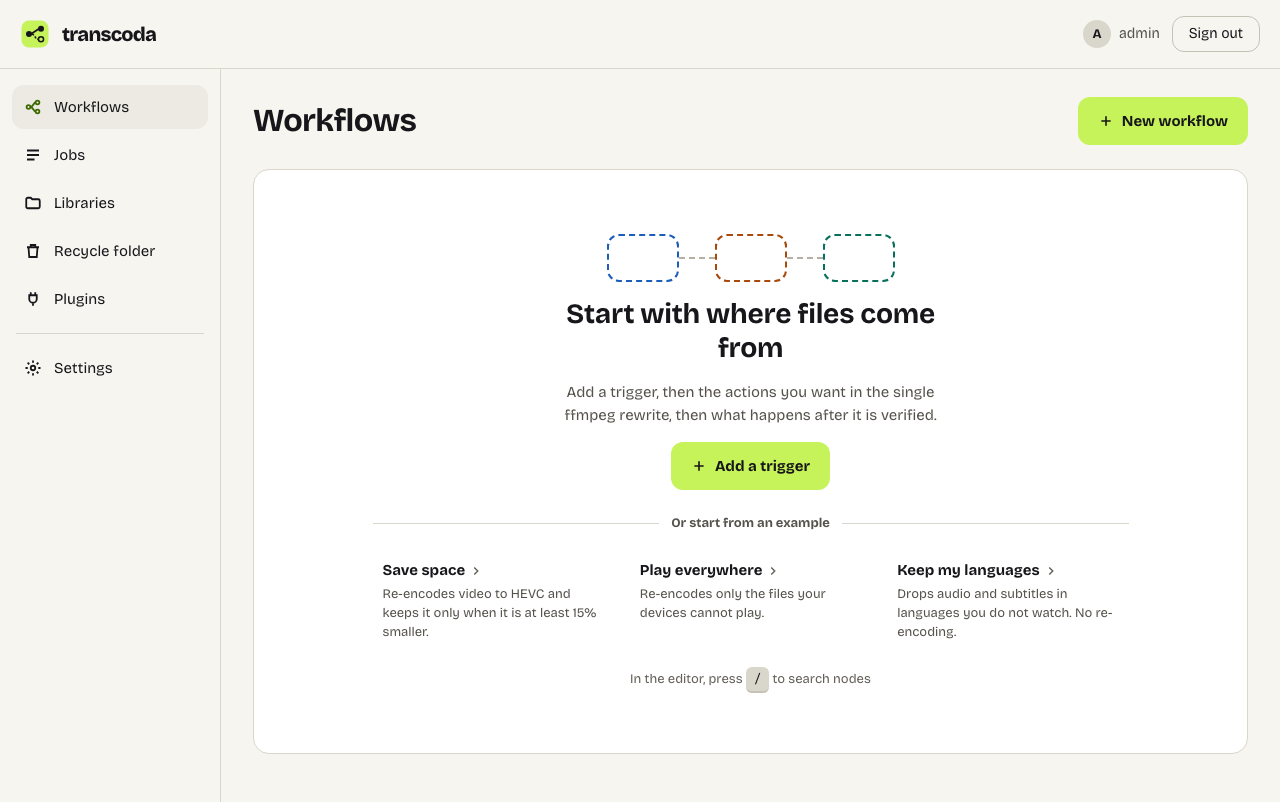 transcoda
A
admin
Sign out
Workflows
Jobs
Libraries
Recycle folder
Plugins
Settings
Workflows
New workflow
Start with where files come
from
Add a trigger, then the actions you want in the single
ffmpeg rewrite, then what happens after it is verified.
Add a trigger
Or start from an example
Save space
Re-encodes video to HEVC and
keeps it only when it is at least 15%
smaller.
Play everywhere
Re-encodes only the files your
devices cannot play.
Keep my languages
Drops audio and subtitles in
languages you do not watch. No re-
encoding.
In the editor, press / to search nodes